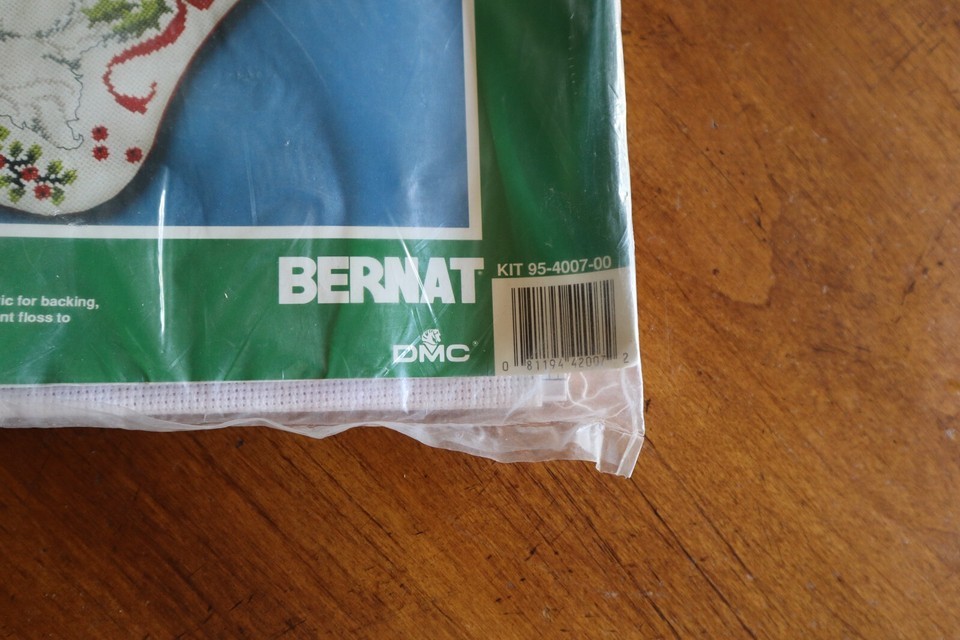 ic for backing,
nt floss to
BERNAT
DMC®
KIT 95-4007-00
0 81194 42007 2